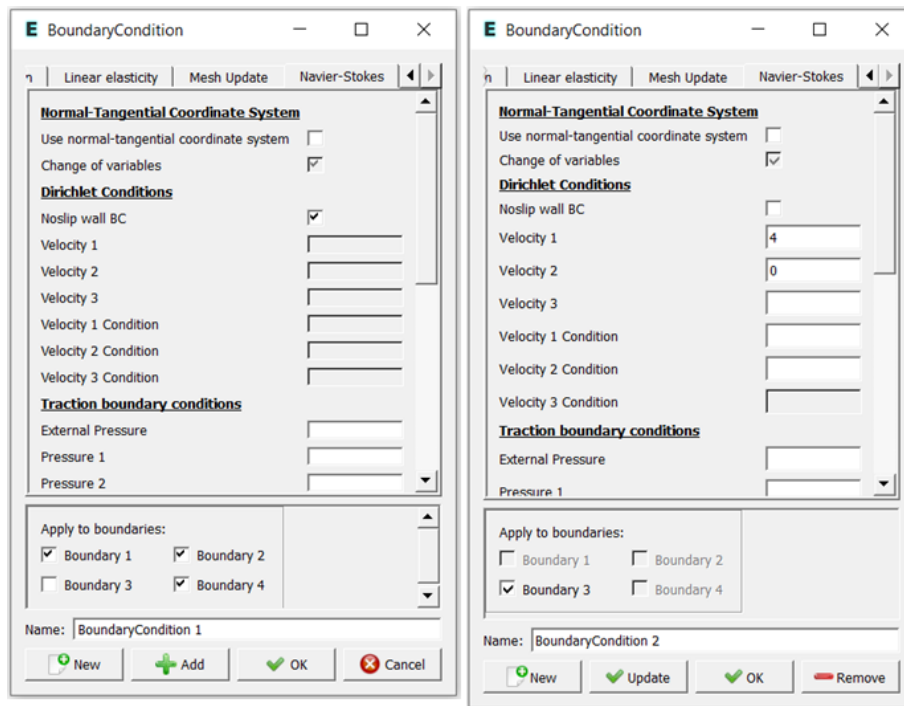 E BoundaryCondition
n Linear elasticity Mesh Update Navier-Stokes
Normal-Tangential Coordinate System
Use normal-tangential coordinate system
Change of variables
Dirichlet Conditions
Noslip wall BC
Velocity 1
Velocity 2
Velocity 3
Velocity 1 Condition
Velocity 2 Condition
Velocity 3 Condition
Traction boundary conditions
External Pressure
Pressure 1
Pressure 2
Apply to boundaries:
Boundary 1 Boundary 2
Boundary 3 Boundary 4
Name: BoundaryCondition 1
New Add OK Cancel
E BoundaryCondition
n Linear elasticity Mesh Update Navier-Stokes
Normal-Tangential Coordinate System
Use normal-tangential coordinate system
Change of variables
Dirichlet Conditions
Noslip wall BC
Velocity 1 4
Velocity 2 0
Velocity 3
Velocity 1 Condition
Velocity 2 Condition
Velocity 3 Condition
Traction boundary conditions
External Pressure
Pressure 1
Apply to boundaries:
Boundary 1 Boundary 2
Boundary 3 Boundary 4
Name: BoundaryCondition 2
New Update OK Remove